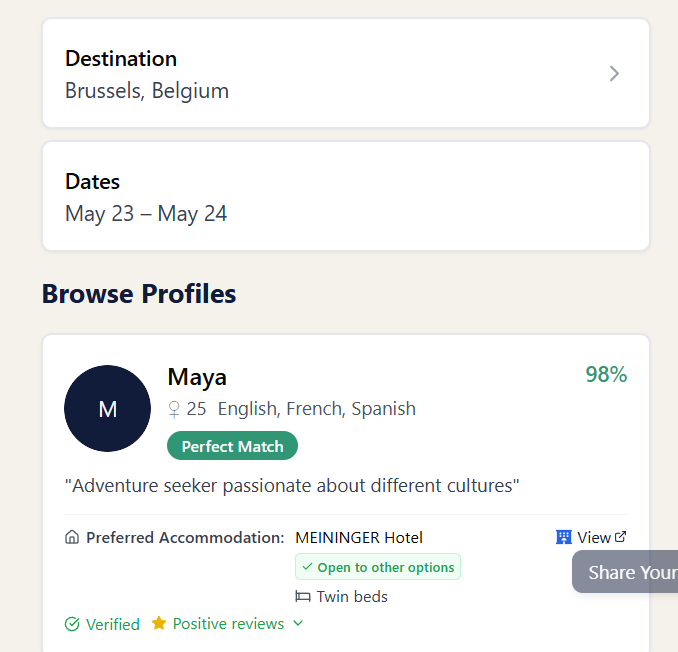 Destination
Brussels, Belgium
Dates
May 23 – May 24
Browse Profiles
M
Maya
98%
♀ 25 English, French, Spanish
Perfect Match
"Adventure seeker passionate about different cultures"
Preferred Accommodation: MEININGER Hotel View
Open to other options
Share Your
Twin beds
Verified Positive reviews